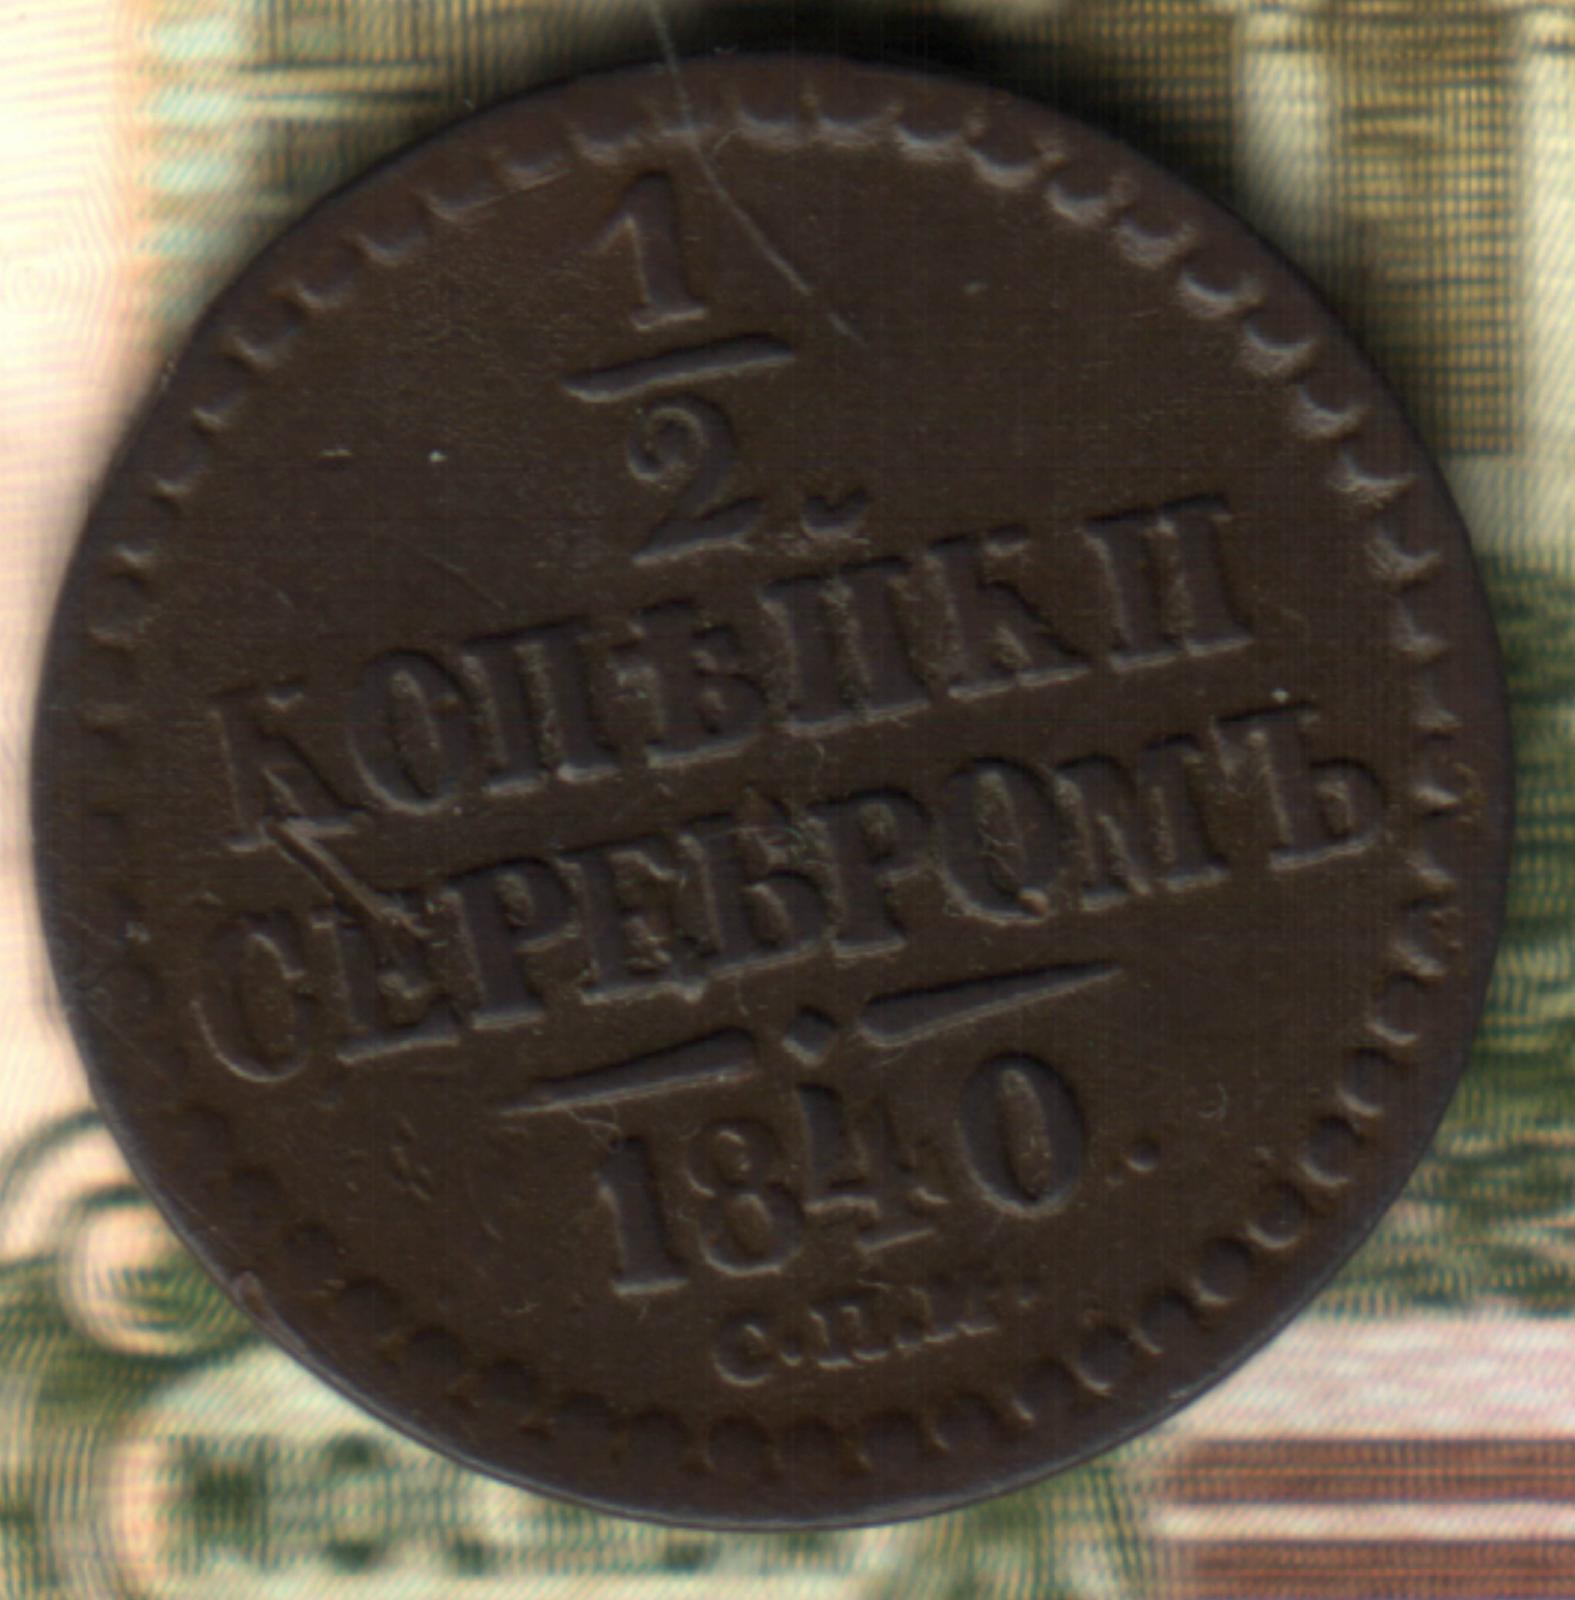 1
2.
КОПѢЙКИ
СЕРЕБРОМЪ
1840.
С.П.М.